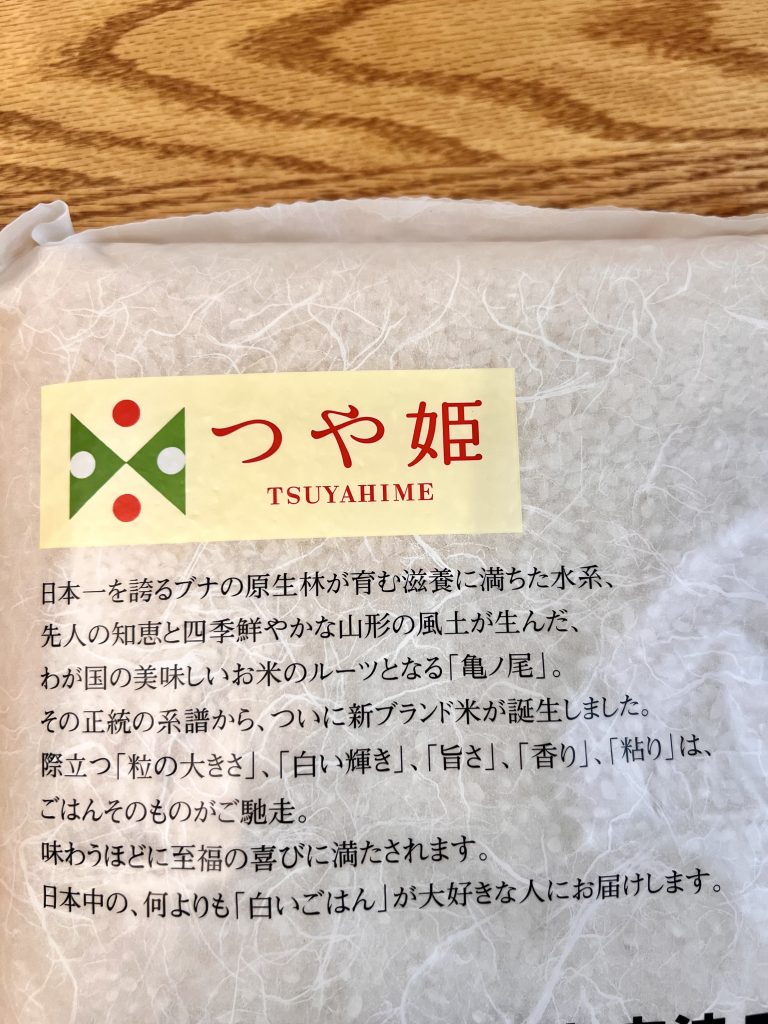 つや姫
TSUYAHIME
日本一を誇るブナの原生林が育む滋養に満ちた水系、
先人の知恵と四季鮮やかな山形の風土が生んだ、
わが国の美味しいお米のルーツとなる「亀ノ尾」。
その正統の系譜から、ついに新ブランド米が誕生しました。
際立つ「粒の大きさ」、「白い輝き」、「旨さ」、「香り」、「粘り」は、
ごはんそのものがご馳走。
味わうほどに至福の喜びに満たされます。
日本中の、何よりも「白いごはん」が大好きな人にお届けします。